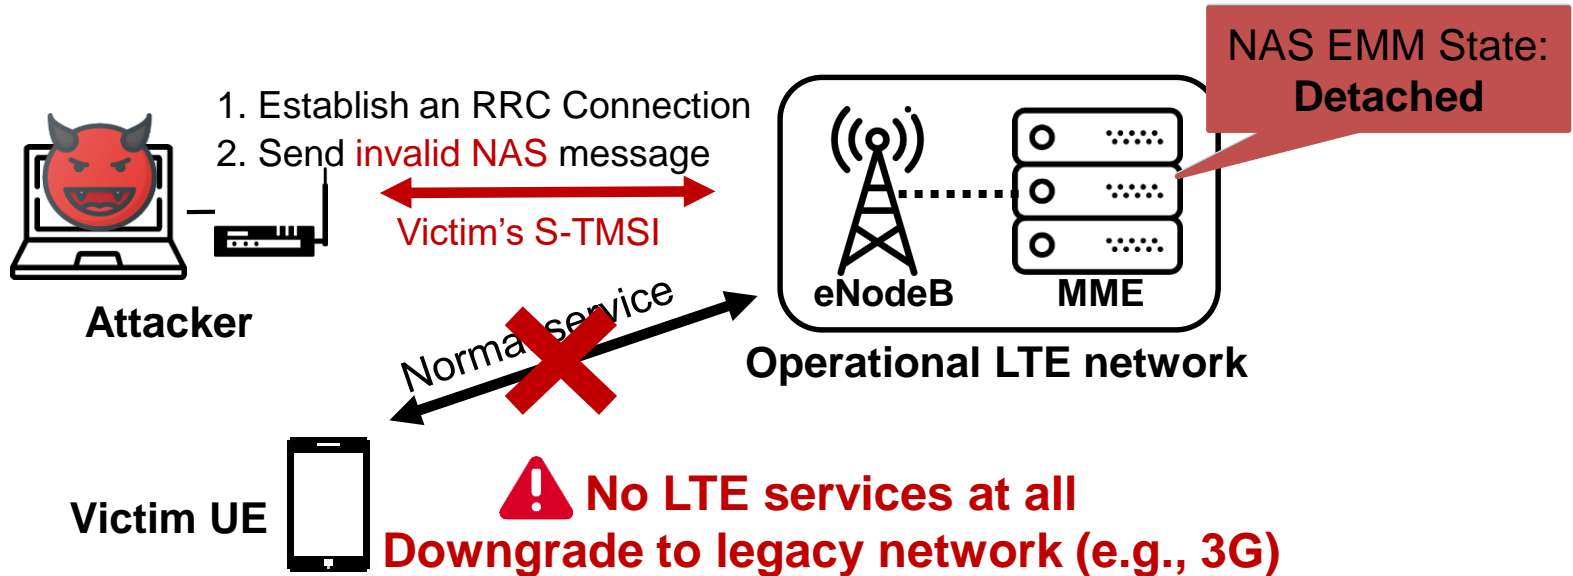 NAS EMM State:
Detached
1. Establish an RRC Connection
2. Send invalid NAS message
Victim's S-TMSI
Attacker
eNodeB
MME
Operational LTE network
Normal service
Victim UE
No LTE services at all
Downgrade to legacy network (e.g., 3G)